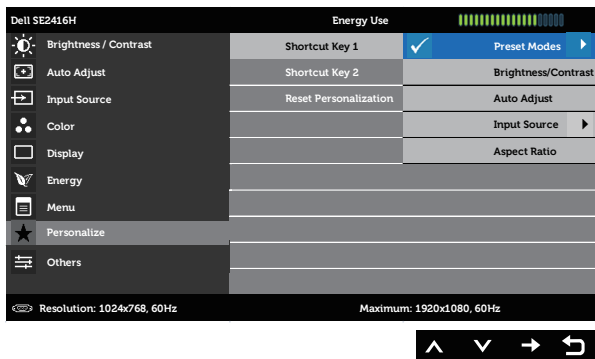 Dell SE2416H Energy Use
Brightness / Contrast Shortcut Key 1 Preset Modes
Auto Adjust Shortcut Key 2 Brightness/Contrast
Input Source Reset Personalization Auto Adjust
Color Input Source
Display Aspect Ratio
Energy
Menu
Personalize
Others
Resolution: 1024x768, 60Hz Maximum: 1920x1080, 60Hz